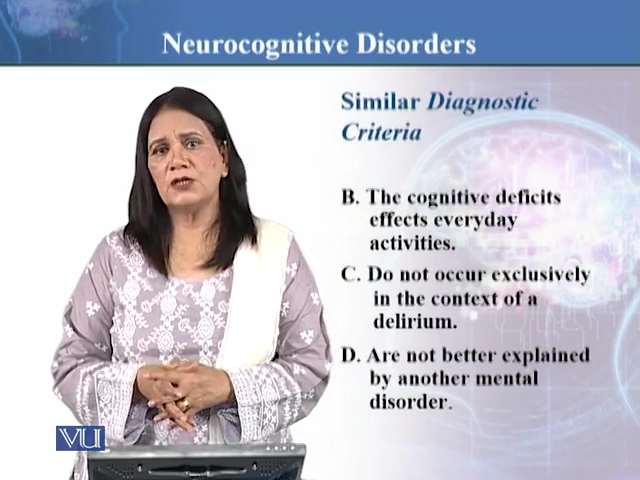 Neurocognitive Disorders
Similar Diagnostic
Criteria
B. The cognitive deficits
effects everyday
activities.
C. Do not occur exclusively
in the context of a
delirium.
D. Are not better explained
by another mental
disorder.
VU